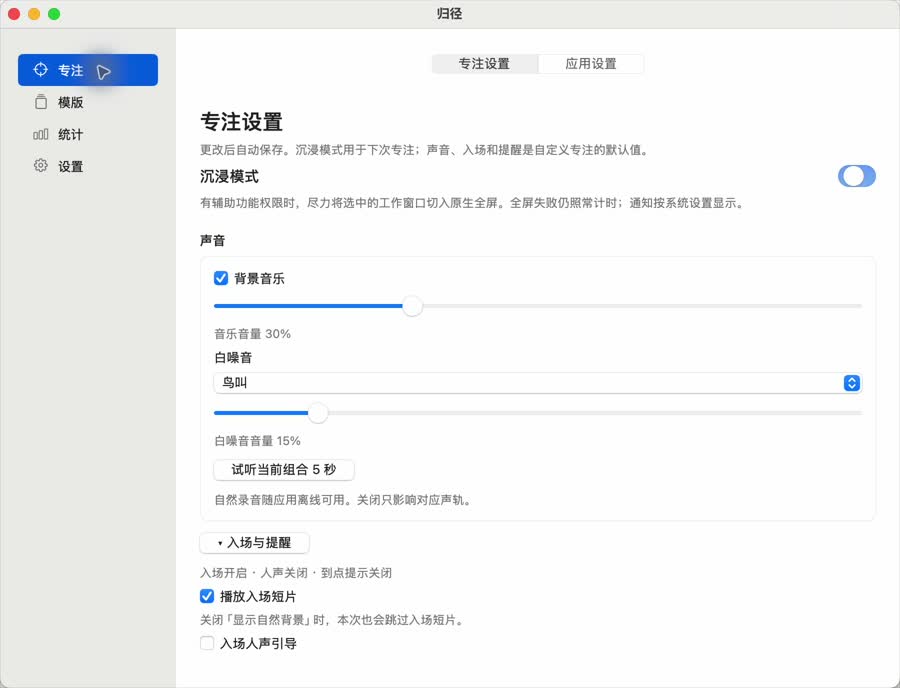 归径
专注
模版
统计
设置
专注设置
应用设置
专注设置
更改后自动保存。沉浸模式用于下次专注；声音、入场和提醒是自定义专注的默认值。
沉浸模式
有辅助功能权限时，尽力将选中的工作窗口切入原生全屏。全屏失败仍照常计时；通知按系统设置显示。
声音
背景音乐
音乐音量 30%
白噪音
鸟叫
白噪音音量 15%
试听当前组合 5 秒
自然录音随应用离线可用。关闭只影响对应声轨。
入场与提醒
入场开启 · 人声关闭 · 到点提示关闭
播放入场短片
关闭「显示自然背景」时，本次也会跳过入场短片。
入场人声引导